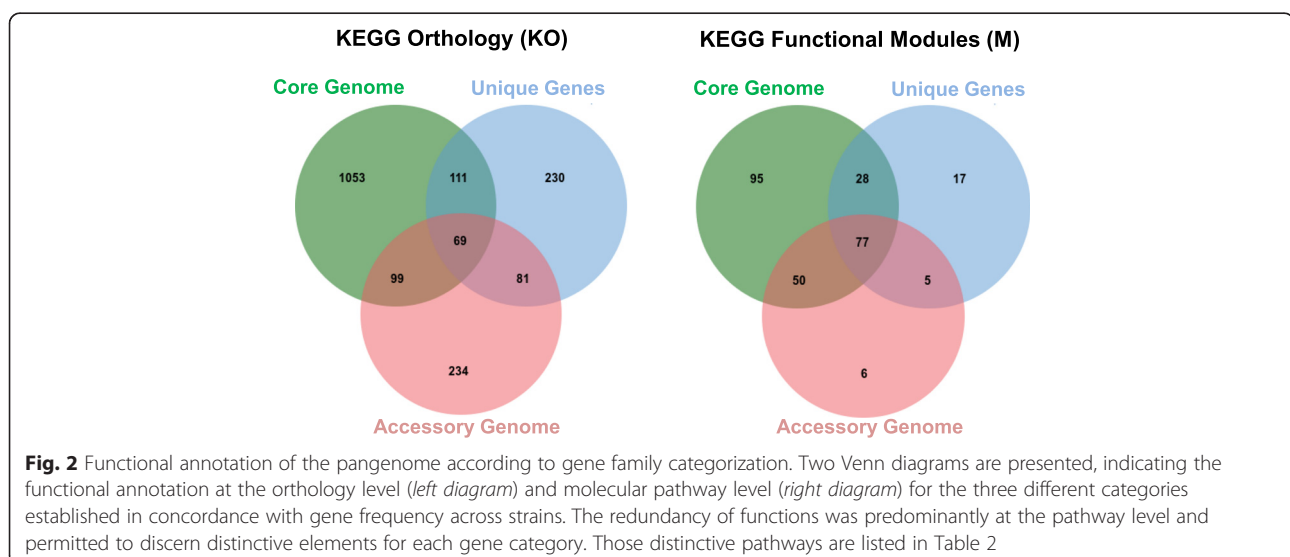 KEGG Orthology (KO)
KEGG Functional Modules (M)
Core Genome
Unique Genes
1053
111
230
69
99
81
234
Accessory Genome
Core Genome
Unique Genes
95
28
17
77
50
5
6
Accessory Genome
Fig. 2 Functional annotation of the pangenome according to gene family categorization. Two Venn diagrams are presented, indicating the
functional annotation at the orthology level (left diagram) and molecular pathway level (right diagram) for the three different categories
established in concordance with gene frequency across strains. The redundancy of functions was predominantly at the pathway level and
permitted to discern distinctive elements for each gene category. Those distinctive pathways are listed in Table 2